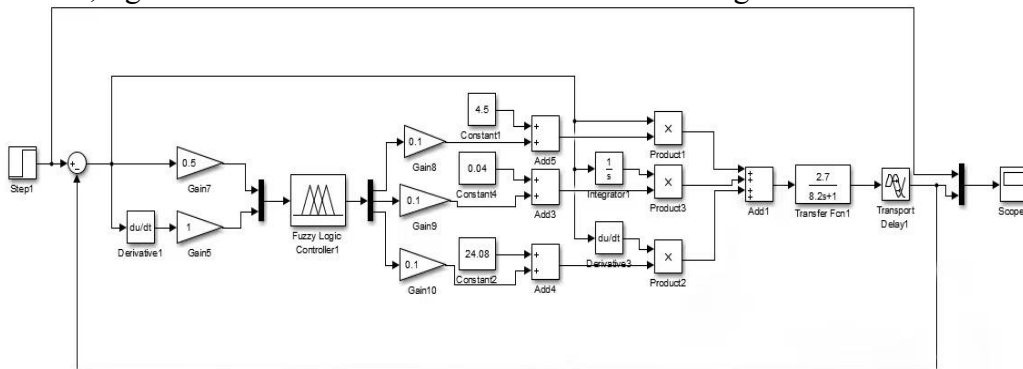 Step1
+
-
0.5
Gain7
du/dt
Derivative1
1
Gain5
Fuzzy Logic
Controller1
0.1
Gain8
0.1
Gain9
0.1
Gain10
4.5
Constant1
0.04
Constant4
24.08
Constant2
+
+
Add5
+
+
Add3
+
+
Add4
1
s
Integrator1
du/dt
Derivative3
×
Product1
×
Product3
×
Product2
+
+
+
+
Add1
2.7
8.2s+1
Transfer Fcn1
Transport
Delay1
Scope